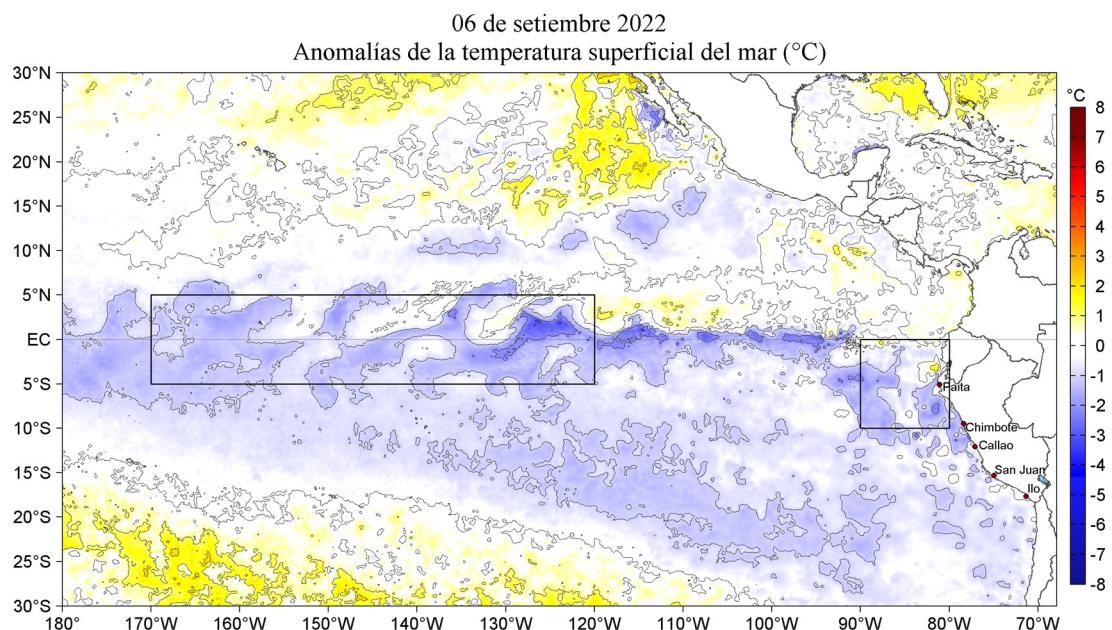 06 de setiembre 2022
Anomalías de la temperatura superficial del mar (°C)
30°N
25°N
20°N
15°N
10°N
5°N
EC
5°S
10°S
15°S
20°S
25°S
30°S
180°
170°W
160°W
150°W
140°W
130°W
120°W
110°W
100°W
90°W
80°W
70°W
Paita
Chimbote
Callao
San Juan
Ilo
°C
8
7
6
5
4
3
2
1
0
-1
-2
-3
-4
-5
-6
-7
-8